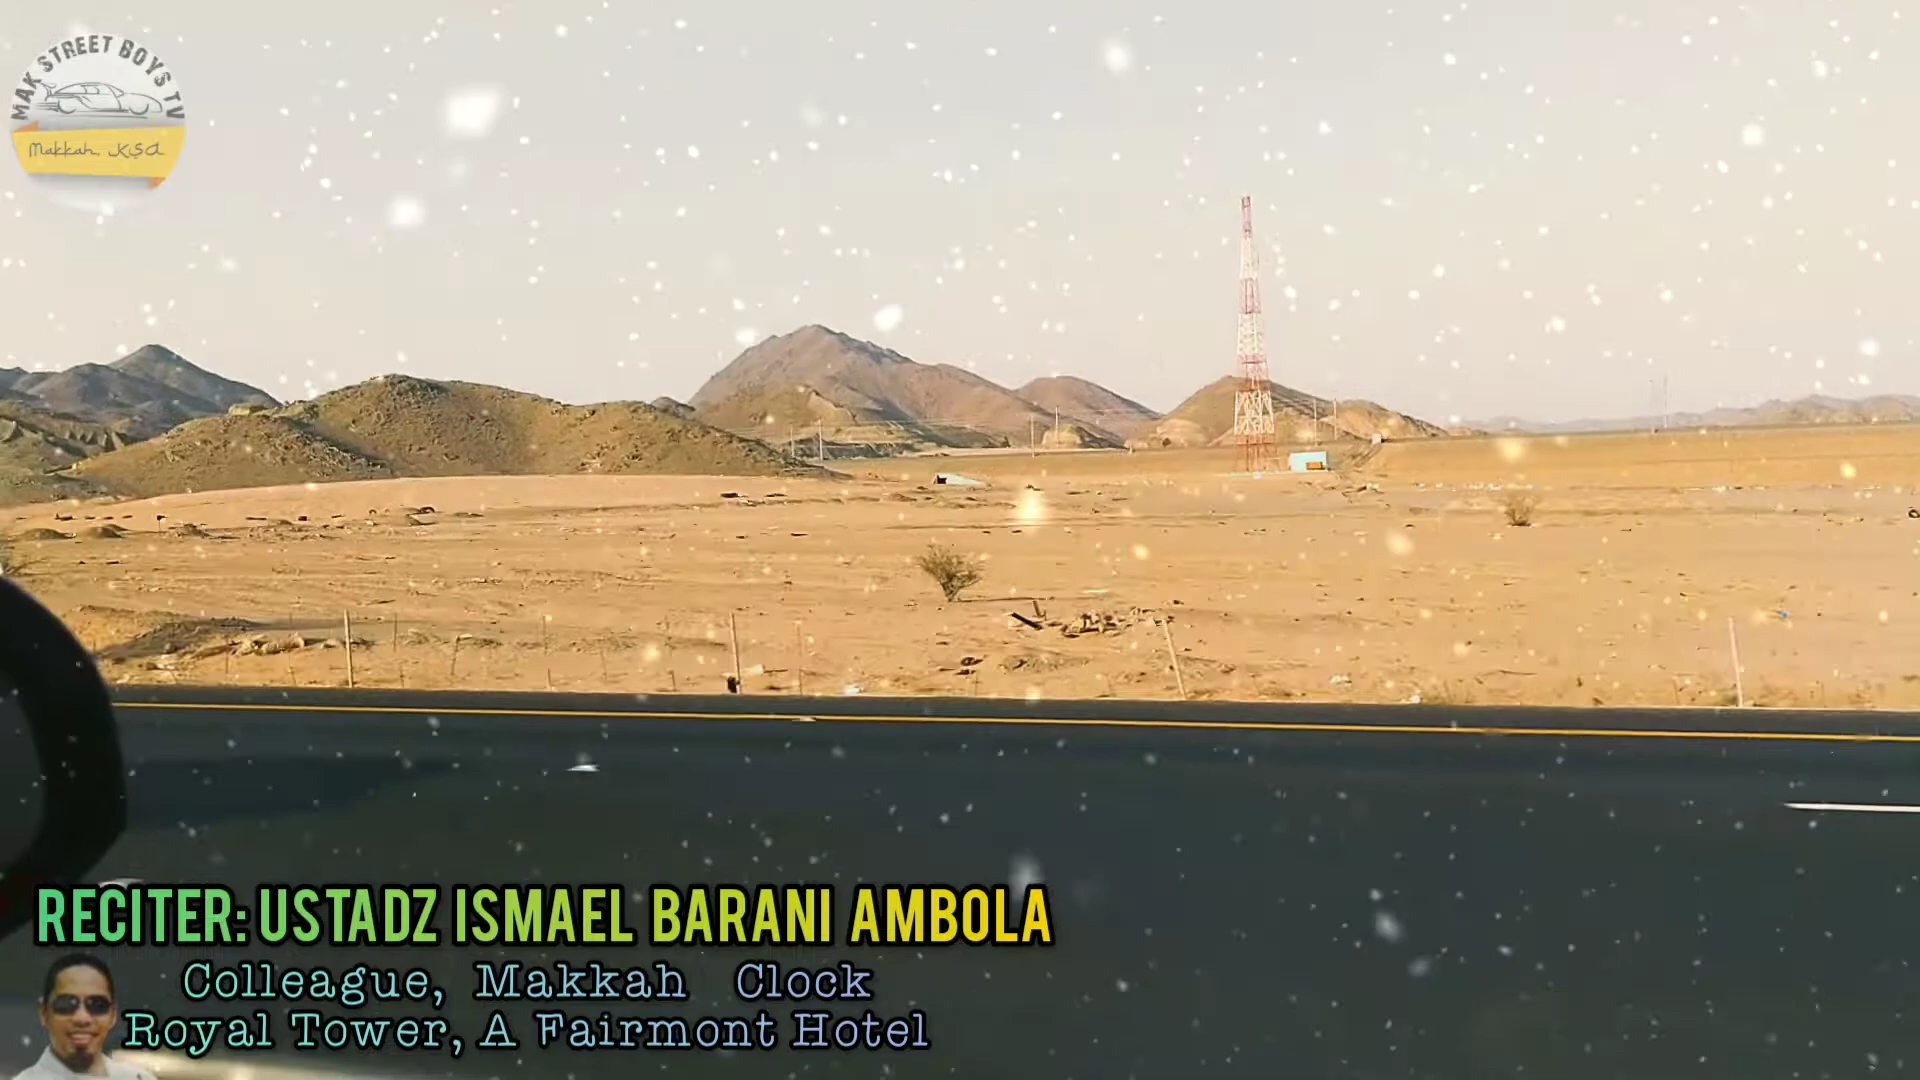 MAK STREET BOYS TV
Makkah. KSA
RECITER: USTADZ ISMAEL BARANI AMBOLA
Colleague, Makkah Clock
Royal Tower, A Fairmont Hotel